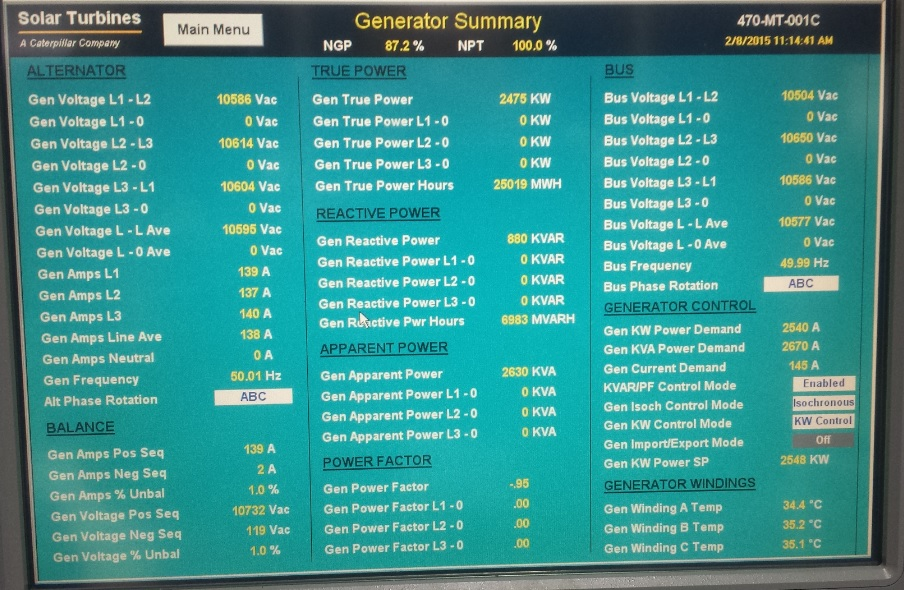 Solar Turbines
A Caterpillar Company
Main Menu
Generator Summary
NGP 87.2 % NPT 100.0 %
470-MT-001C
2/8/2015 11:14:41 AM
ALTERNATOR
Gen Voltage L1 - L2 10586 Vac
Gen Voltage L1 - 0 0 Vac
Gen Voltage L2 - L3 10614 Vac
Gen Voltage L2 - 0 0 Vac
Gen Voltage L3 - L1 10604 Vac
Gen Voltage L3 - 0 0 Vac
Gen Voltage L - L Ave 10595 Vac
Gen Voltage L - 0 Ave 0 Vac
Gen Amps L1 139 A
Gen Amps L2 137 A
Gen Amps L3 140 A
Gen Amps Line Ave 138 A
Gen Amps Neutral 0 A
Gen Frequency 50.01 Hz
Alt Phase Rotation ABC
BALANCE
Gen Amps Pos Seq 139 A
Gen Amps Neg Seq 2 A
Gen Amps % Unbal 1.0 %
Gen Voltage Pos Seq 10732 Vac
Gen Voltage Neg Seq 119 Vac
Gen Voltage % Unbal 1.0 %
TRUE POWER
Gen True Power 2475 KW
Gen True Power L1 - 0 0 KW
Gen True Power L2 - 0 0 KW
Gen True Power L3 - 0 0 KW
Gen True Power Hours 25019 MWH
REACTIVE POWER
Gen Reactive Power 880 KVAR
Gen Reactive Power L1 - 0 0 KVAR
Gen Reactive Power L2 - 0 0 KVAR
Gen Reactive Power L3 - 0 0 KVAR
Gen Reactive Pwr Hours 6983 MVARH
APPARENT POWER
Gen Apparent Power 2630 KVA
Gen Apparent Power L1 - 0 0 KVA
Gen Apparent Power L2 - 0 0 KVA
Gen Apparent Power L3 - 0 0 KVA
POWER FACTOR
Gen Power Factor -.95
Gen Power Factor L1 - 0 .00
Gen Power Factor L2 - 0 .00
Gen Power Factor L3 - 0 .00
BUS
Bus Voltage L1 - L2 10504 Vac
Bus Voltage L1 - 0 0 Vac
Bus Voltage L2 - L3 10650 Vac
Bus Voltage L2 - 0 0 Vac
Bus Voltage L3 - L1 10586 Vac
Bus Voltage L3 - 0 0 Vac
Bus Voltage L - L Ave 10577 Vac
Bus Voltage L - 0 Ave 0 Vac
Bus Frequency 49.99 Hz
Bus Phase Rotation ABC
GENERATOR CONTROL
Gen KW Power Demand 2540 A
Gen KVA Power Demand 2670 A
Gen Current Demand 145 A
KVAR/PF Control Mode Enabled
Gen Isoch Control Mode Isochronous
Gen KW Control Mode KW Control
Gen Import/Export Mode Off
Gen KW Power SP 2548 KW
GENERATOR WINDINGS
Gen Winding A Temp 34.4 °C
Gen Winding B Temp 35.2 °C
Gen Winding C Temp 35.1 °C